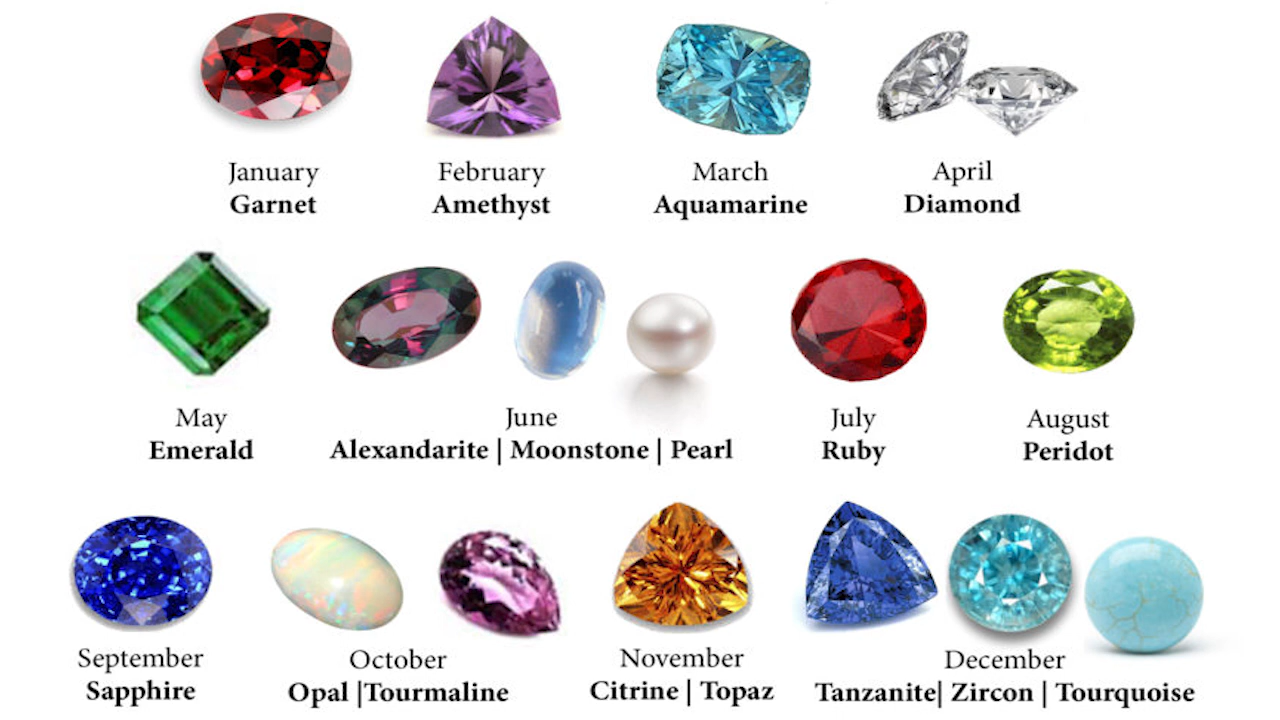 January
Garnet
February
Amethyst
March
Aquamarine
April
Diamond
May
Emerald
June
Alexandarite | Moonstone | Pearl
July
Ruby
August
Peridot
September
Sapphire
October
Opal |Tourmaline
November
Citrine | Topaz
December
Tanzanite| Zircon | Tourquoise